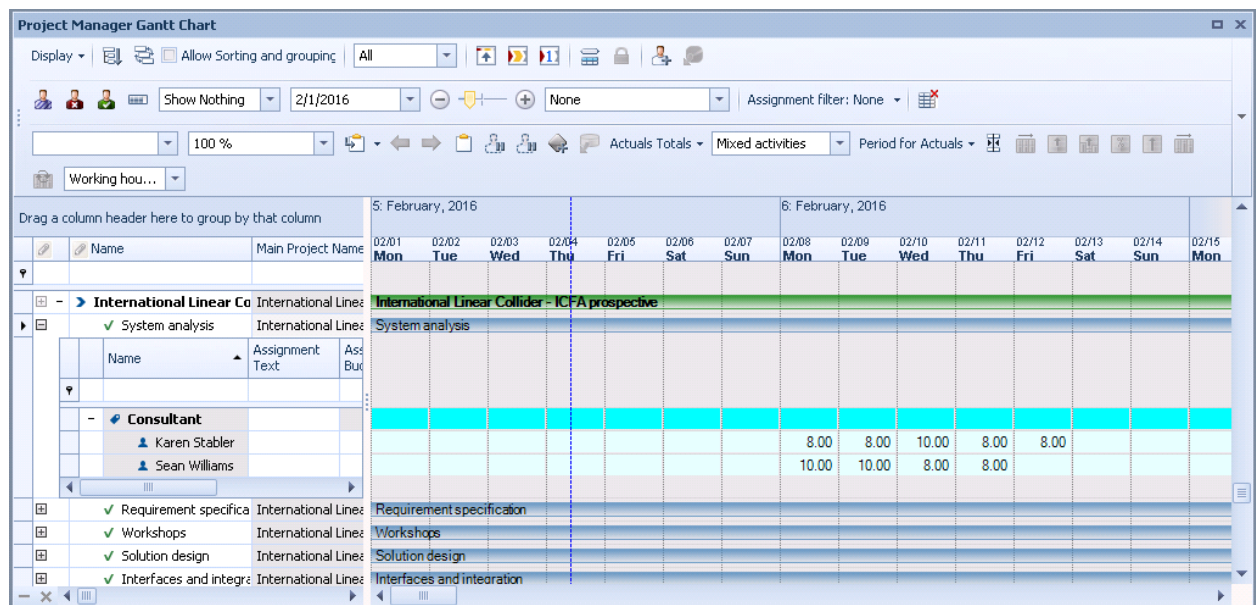 Project Manager Gantt Chart
Display Allow Sorting and grouping All
Show Nothing 2/1/2016 None Assignment filter: None
100 % Actuals Totals Mixed activities Period for Actuals
Working hou...
Drag a column header here to group by that column 5: February, 2016 6: February, 2016
Name Main Project Name 02/01 02/02 02/03 02/04 02/05 02/06 02/07 02/08 02/09 02/10 02/11 02/12 02/13 02/14 02/15
Mon Tue Wed Thu Fri Sat Sun Mon Tue Wed Thu Fri Sat Sun Mon
International Linear Co International Linea International Linear Collider - ICFA prospective
System analysis International Linea System analysis
Name Assignment Ass
Text Bud
Consultant
Karen Stabler 8.00 8.00 10.00 8.00 8.00
Sean Williams 10.00 10.00 8.00 8.00
Requirement specifica International Linea Requirement specification
Workshops International Linea Workshops
Solution design International Linea Solution design
Interfaces and integra International Linea Interfaces and integration